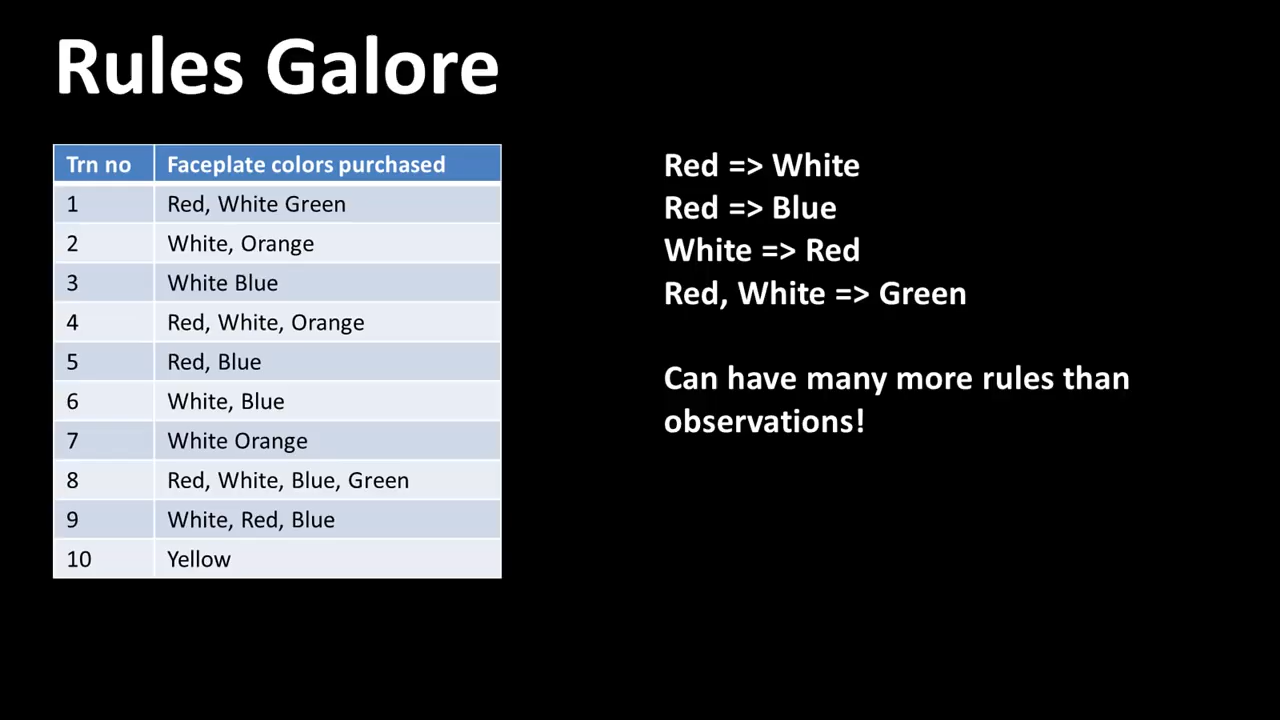 Rules Galore
Trn no Faceplate colors purchased
1 Red, White Green
2 White, Orange
3 White Blue
4 Red, White, Orange
5 Red, Blue
6 White, Blue
7 White Orange
8 Red, White, Blue, Green
9 White, Red, Blue
10 Yellow
Red => White
Red => Blue
White => Red
Red, White => Green
Can have many more rules than
observations!